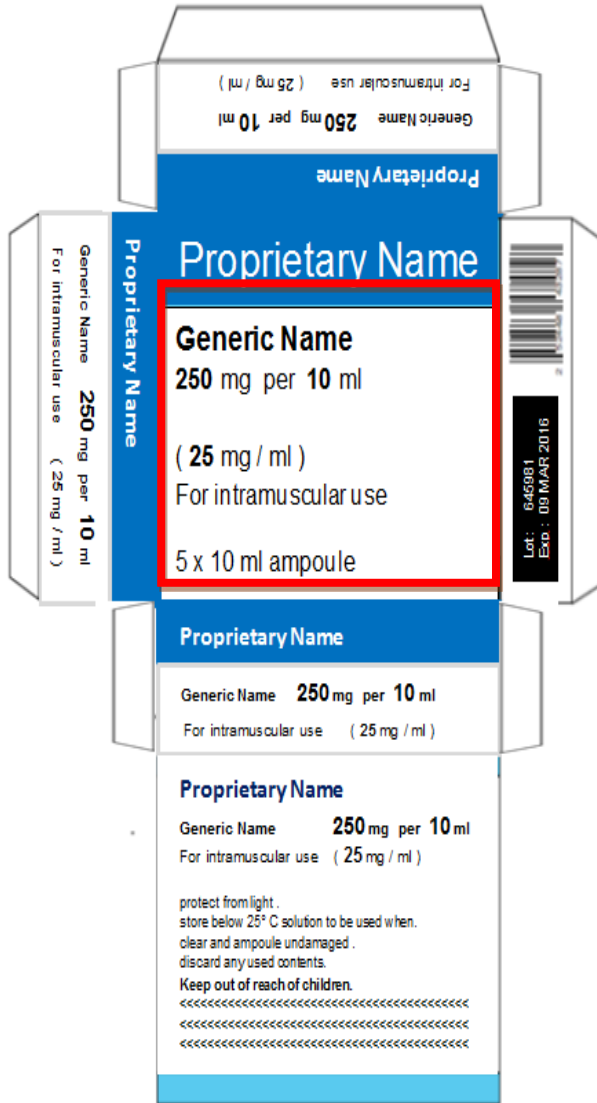 For intramuscular use ( 25 mg / ml )
Generic Name 250 mg per 10 ml
Proprietary Name
Proprietary Name
Generic Name
250 mg per 10 ml
( 25 mg / ml )
For intramuscular use
5 x 10 ml ampoule
Proprietary Name
Generic Name 250 mg per 10 ml
For intramuscular use ( 25 mg / ml )
Lot: 645981
Exp.: 09 MAR 2016
Proprietary Name
Generic Name 250 mg per 10 ml
For intramuscular use ( 25 mg / ml )
Proprietary Name
Generic Name 250 mg per 10 ml
For intramuscular use ( 25 mg / ml )
protect from light .
store below 25° C solution to be used when.
clear and ampoule undamaged .
discard any used contents.
Keep out of reach of children.
<<<<<<<<<<<<<<<<<<<<<<<<<<<<<<<<<<<<<<<<<<
<<<<<<<<<<<<<<<<<<<<<<<<<<<<<<<<<<<<<<<<<<
<<<<<<<<<<<<<<<<<<<<<<<<<<<<<<<<<<<<<<<<<<